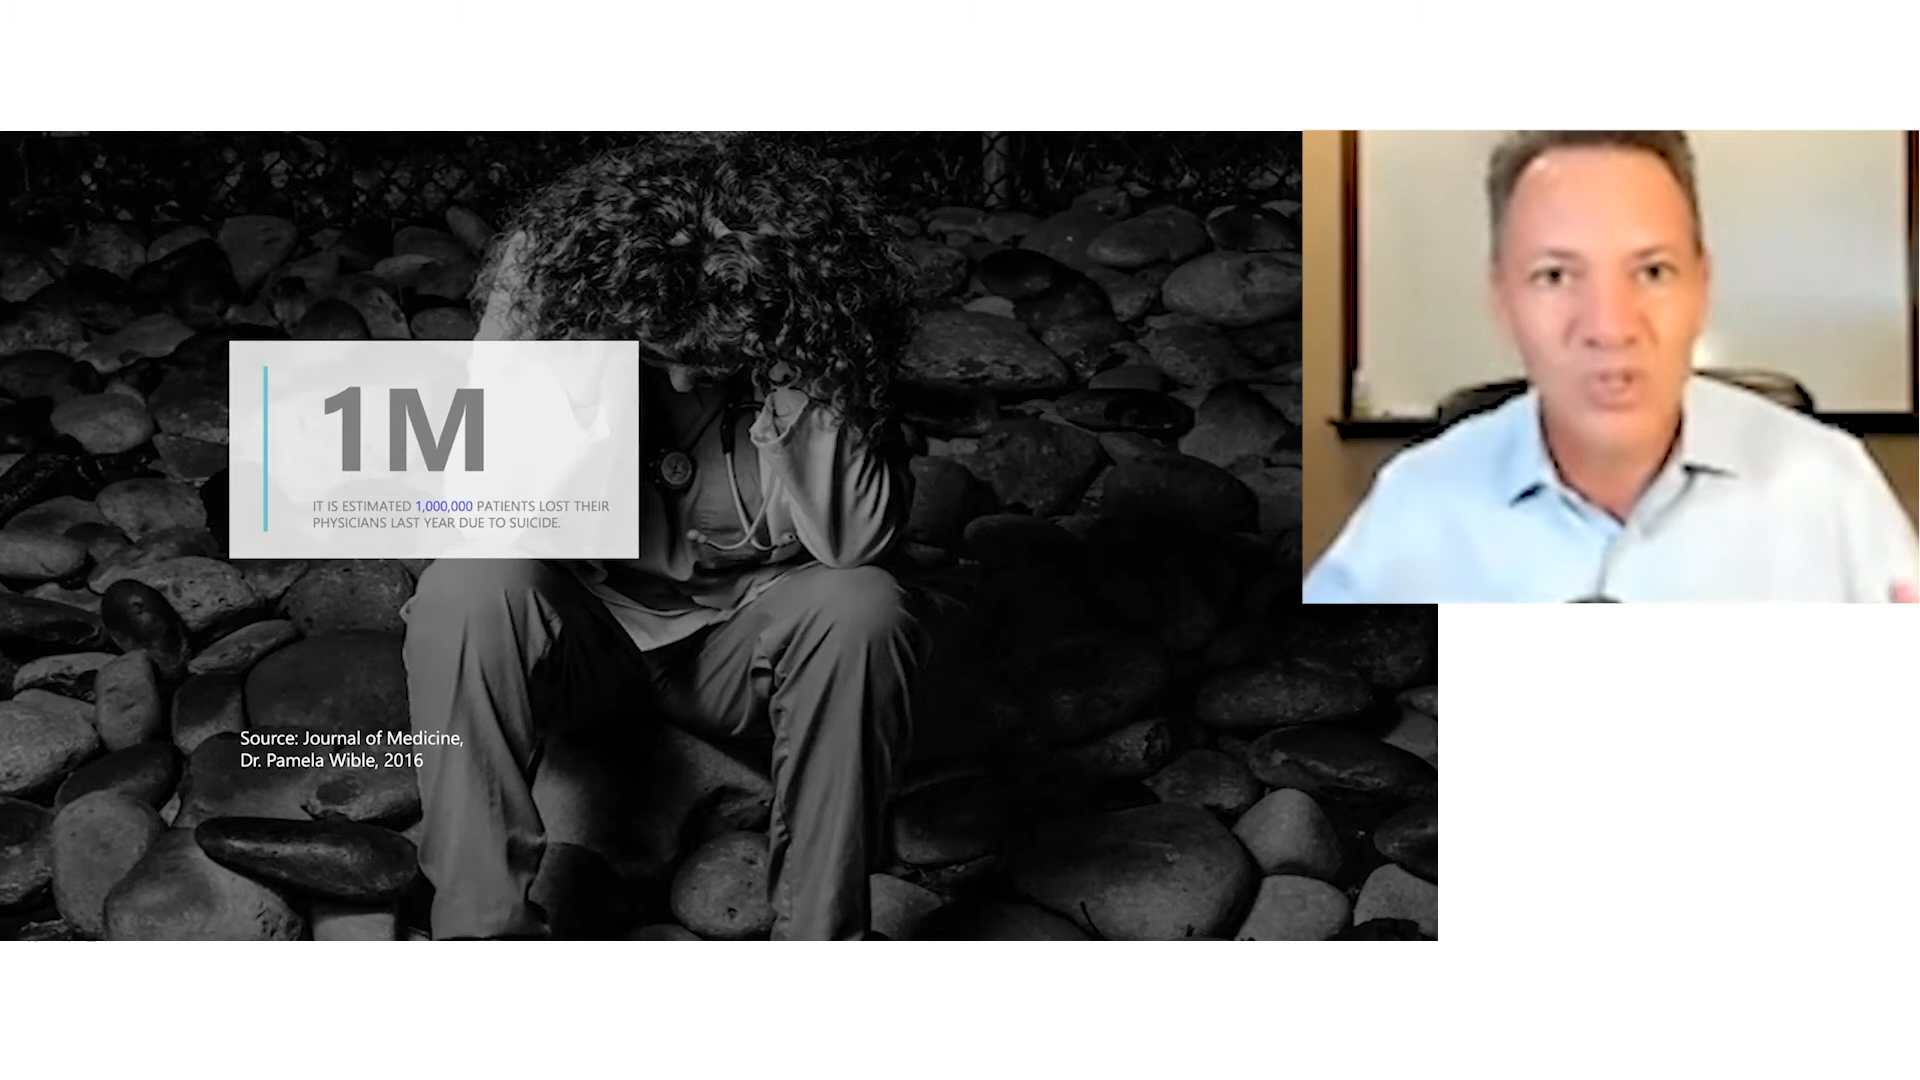 1M
IT IS ESTIMATED 1,000,000 PATIENTS LOST THEIR
PHYSICIANS LAST YEAR DUE TO SUICIDE.
Source: Journal of Medicine,
Dr. Pamela Wible, 2016